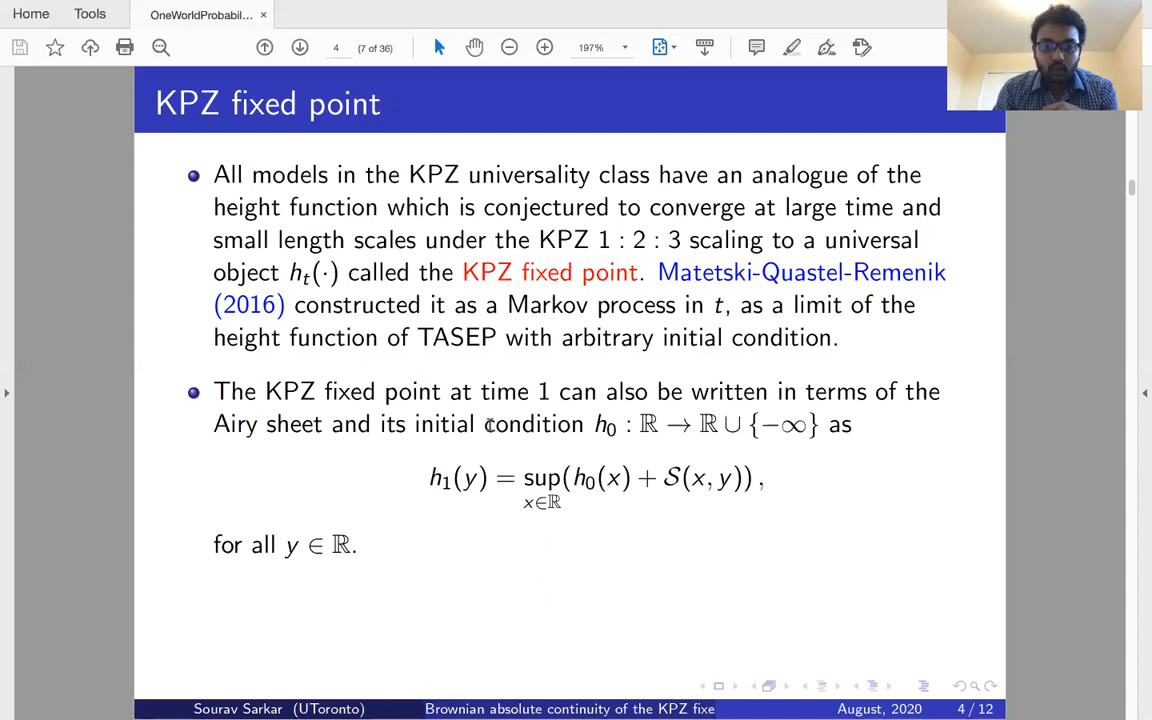 Home
Tools
OneWorldProbabil... ×
4 (7 of 36)
197%
KPZ fixed point
All models in the KPZ universality class have an analogue of the
height function which is conjectured to converge at large time and
small length scales under the KPZ 1 : 2 : 3 scaling to a universal
object hₜ(·) called the KPZ fixed point. Matetski-Quastel-Remenik
(2016) constructed it as a Markov process in t, as a limit of the
height function of TASEP with arbitrary initial condition.
The KPZ fixed point at time 1 can also be written in terms of the
Airy sheet and its initial condition h₀ : ℝ → ℝ ∪ {−∞} as
h₁(y) = sup(h₀(x) + 𝒮(x, y)) ,
x∈ℝ
for all y ∈ ℝ.
Sourav Sarkar (UToronto)
Brownian absolute continuity of the KPZ fixe
August, 2020
4 / 12